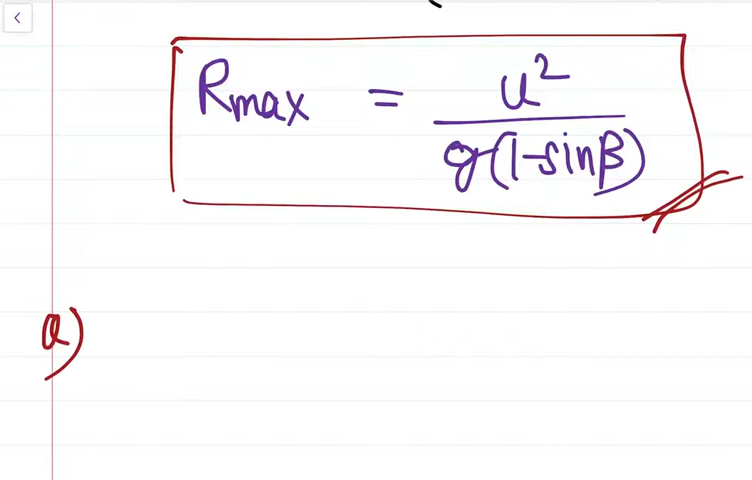 Rmax = u²
g(1-sinβ)
a)